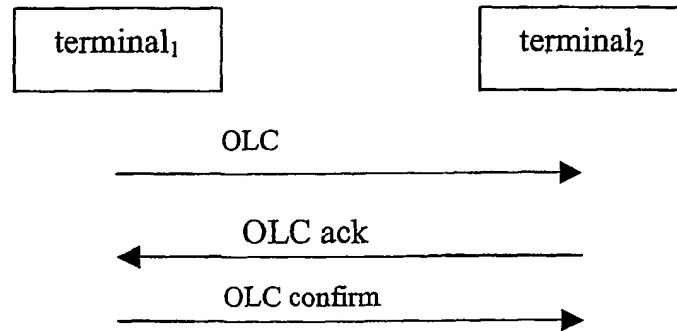 terminal₁
terminal₂
OLC
OLC ack
OLC confirm